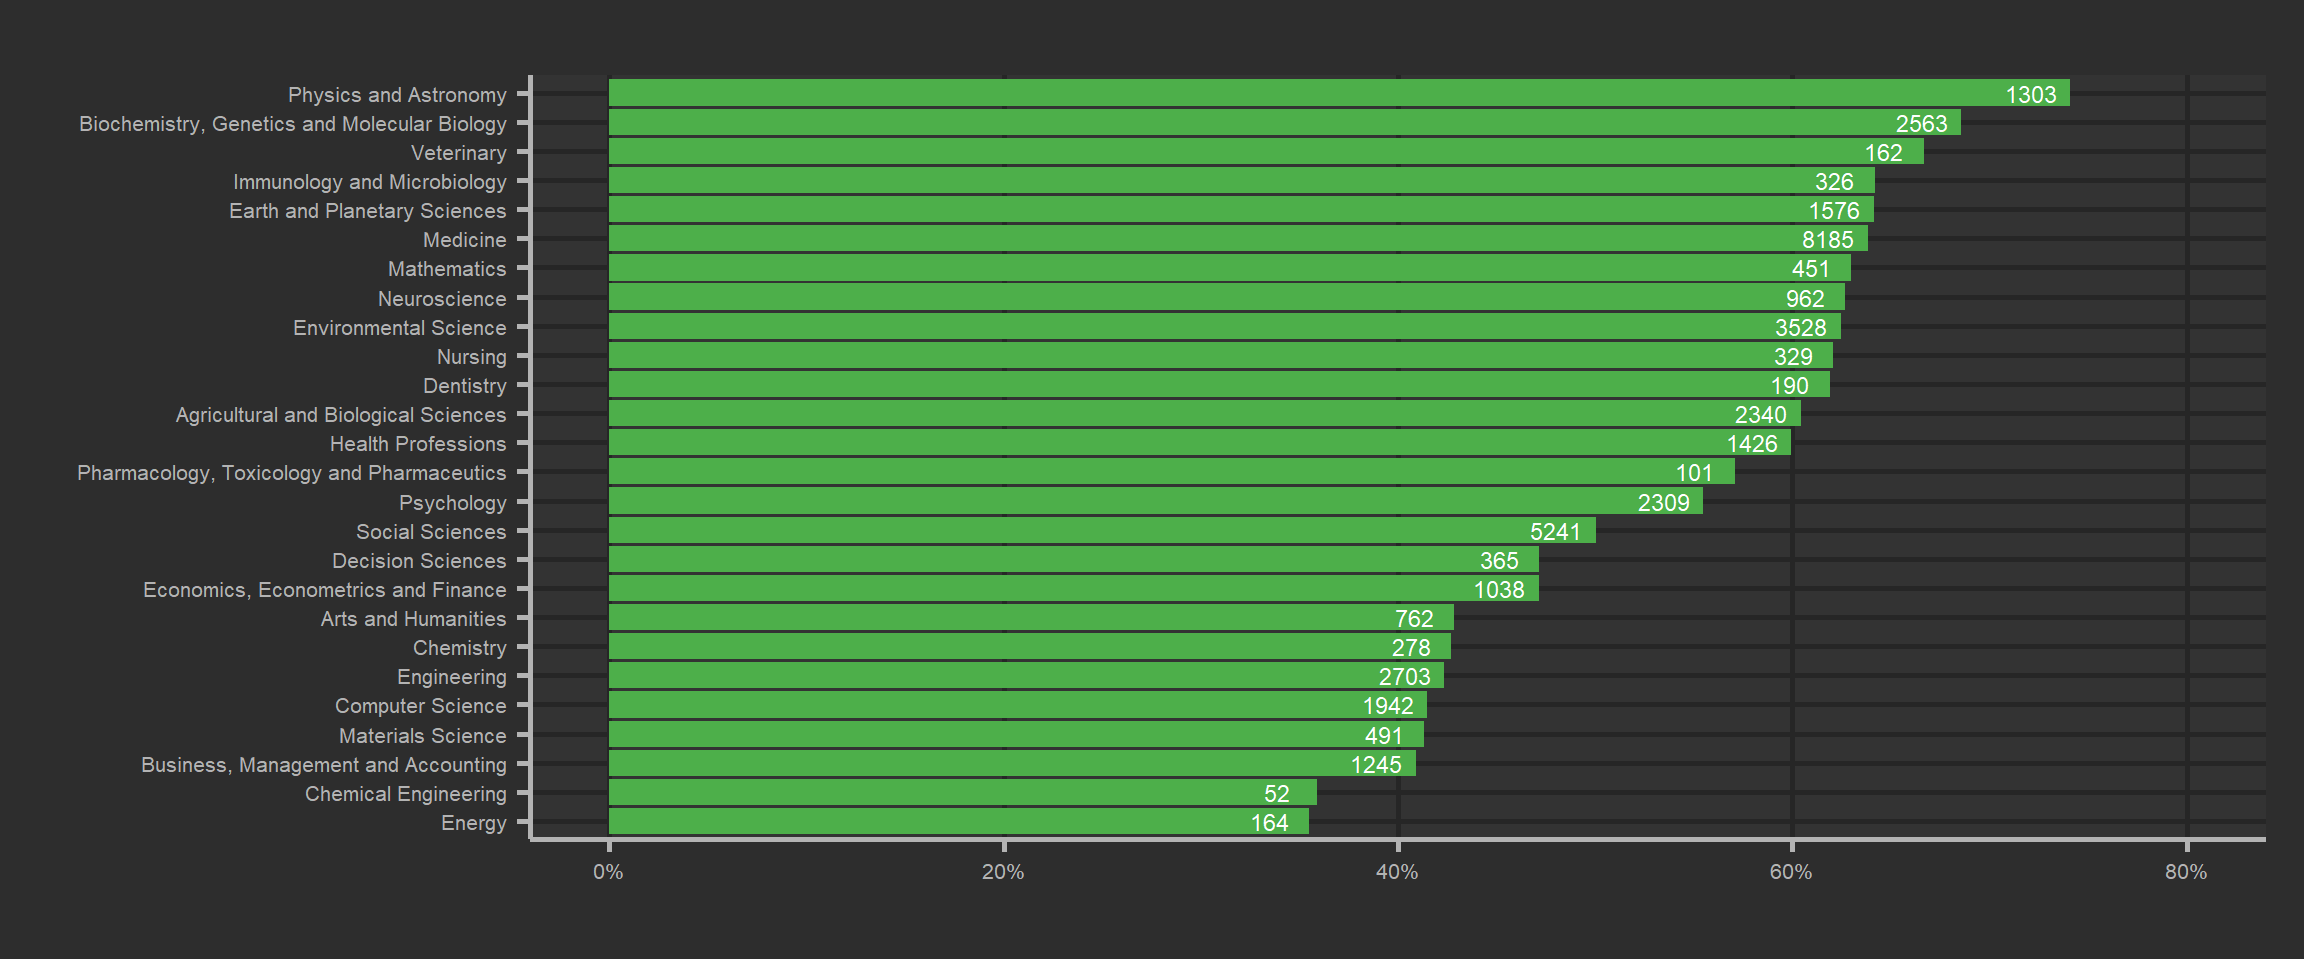 Physics and Astronomy 1303
Biochemistry, Genetics and Molecular Biology 2563
Veterinary 162
Immunology and Microbiology 326
Earth and Planetary Sciences 1576
Medicine 8185
Mathematics 451
Neuroscience 962
Environmental Science 3528
Nursing 329
Dentistry 190
Agricultural and Biological Sciences 2340
Health Professions 1426
Pharmacology, Toxicology and Pharmaceutics 101
Psychology 2309
Social Sciences 5241
Decision Sciences 365
Economics, Econometrics and Finance 1038
Arts and Humanities 762
Chemistry 278
Engineering 2703
Computer Science 1942
Materials Science 491
Business, Management and Accounting 1245
Chemical Engineering 52
Energy 164
0% 20% 40% 60% 80%